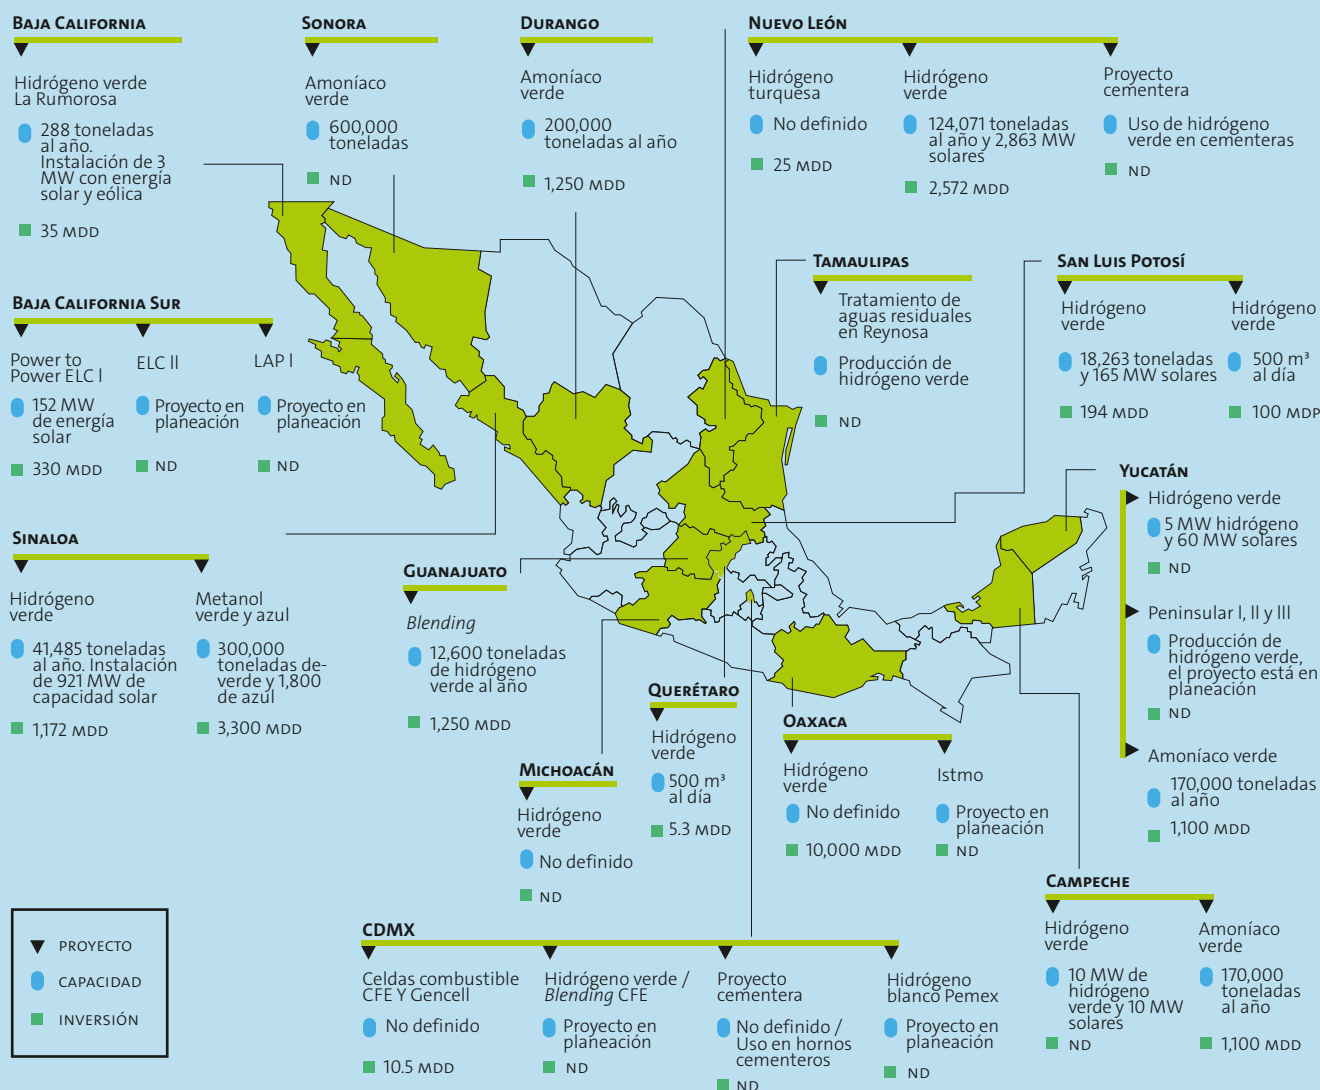 BAJA CALIFORNIA
Hidrógeno verde
La Rumorosa
288 toneladas
al año.
Instalación de 3
MW con energía
solar y eólica
35 MDD
SONORA
Amoníaco
verde
600,000
toneladas
ND
DURANGO
Amoníaco
verde
200,000
toneladas al año
1,250 MDD
NUEVO LEÓN
Hidrógeno
turquesa
No definido
25 MDD
Hidrógeno
verde
124,071 toneladas
al año y 2,863 MW
solares
2,572 MDD
Proyecto
cementera
Uso de hidrógeno
verde en cementeras
ND
BAJA CALIFORNIA SUR
Power to
Power ELC I
152 MW
de energía
solar
330 MDD
ELC II
Proyecto en
planeación
ND
LAP I
Proyecto en
planeación
ND
TAMAULIPAS
Tratamiento de
aguas residuales
en Reynosa
Producción de
hidrógeno verde
ND
SAN LUIS POTOSÍ
Hidrógeno
verde
18,263 toneladas
y 165 MW solares
194 MDD
Hidrógeno
verde
500 m³
al día
100 MDP
YUCATÁN
Hidrógeno verde
5 MW hidrógeno
y 60 MW solares
ND
Peninsular I, II y III
Producción de
hidrógeno verde,
el proyecto está en
planeación
ND
Amoníaco verde
170,000 toneladas
al año
1,100 MDD
SINALOA
Hidrógeno
verde
41,485 toneladas
al año. Instalación
de 921 MW de
capacidad solar
1,172 MDD
Metanol
verde y azul
300,000
toneladas de-
verde y 1,800
de azul
3,300 MDD
GUANAJUATO
Blending
12,600 toneladas
de hidrógeno
verde al año
1,250 MDD
QUERÉTARO
Hidrógeno
verde
500 m³
al día
5.3 MDD
OAXACA
Hidrógeno
verde
No definido
10,000 MDD
Istmo
Proyecto en
planeación
ND
MICHOACÁN
Hidrógeno
verde
No definido
ND
CAMPECHE
Hidrógeno
verde
10 MW de
hidrógeno
verde y 10 MW
solares
ND
Amoníaco
verde
170,000
toneladas
al año
1,100 MDD
CDMX
Celdas combustible
CFE Y Gencell
No definido
10.5 MDD
Hidrógeno verde /
Blending CFE
Proyecto en
planeación
ND
Proyecto
cementera
No definido /
Uso en hornos
cementeros
ND
Hidrógeno
blanco Pemex
Proyecto en
planeación
ND
PROYECTO
CAPACIDAD
INVERSIÓN